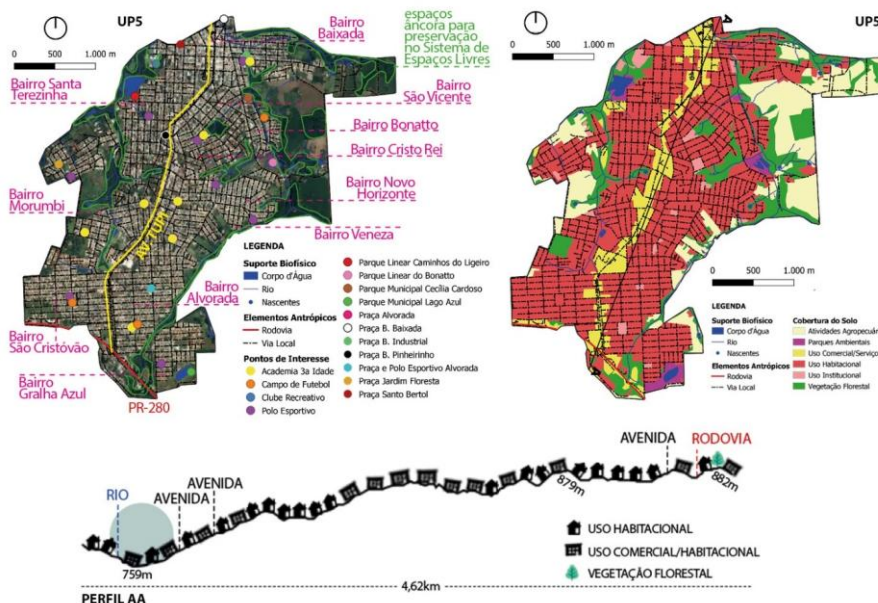 UP5
0
500
1.000 m
Bairro
Baixada
espaços
âncora para
preservação
no Sistema de
Espaços Livres
Bairro Santa
Terezinha
Bairro
São Vicente
Bairro Bonatto
Bairro Cristo Rei
Bairro Novo
Horizonte
Bairro
Morumbi
Bairro Veneza
AV TUPI
Bairro
Alvorada
Bairro
São Cristóvão
Bairro
Gralha Azul
PR-280
LEGENDA
Suporte Biofísico
Corpo d'Água
Rio
Nascentes
Elementos Antrópicos
Rodovia
Via Local
Pontos de Interesse
Academia 3a Idade
Campo de Futebol
Clube Recreativo
Polo Esportivo
Parque Linear Caminhos do Ligeiro
Parque Linear do Bonatto
Parque Municipal Cecília Cardoso
Parque Municipal Lago Azul
Praça Alvorada
Praça B. Baixada
Praça B. Industrial
Praça B. Pinheirinho
Praça e Polo Esportivo Alvorada
Praça Jardim Floresta
Praça Santo Bertol
0
500
1.000 m
UP5
A
A
0
500
1.000 m
LEGENDA
Suporte Biofísico
Corpo d'Água
Rio
Nascentes
Elementos Antrópicos
Rodovia
Via Local
Cobertura do Solo
Atividades Agropecuár
Parques Ambientais
Uso Comercial/Serviço
Uso Habitacional
Uso Institucional
Vegetação Florestal
RIO
AVENIDA
AVENIDA
AVENIDA
RODOVIA
759m
879m
882m
USO HABITACIONAL
USO COMERCIAL/HABITACIONAL
VEGETAÇÃO FLORESTAL
4,62km
PERFIL AA